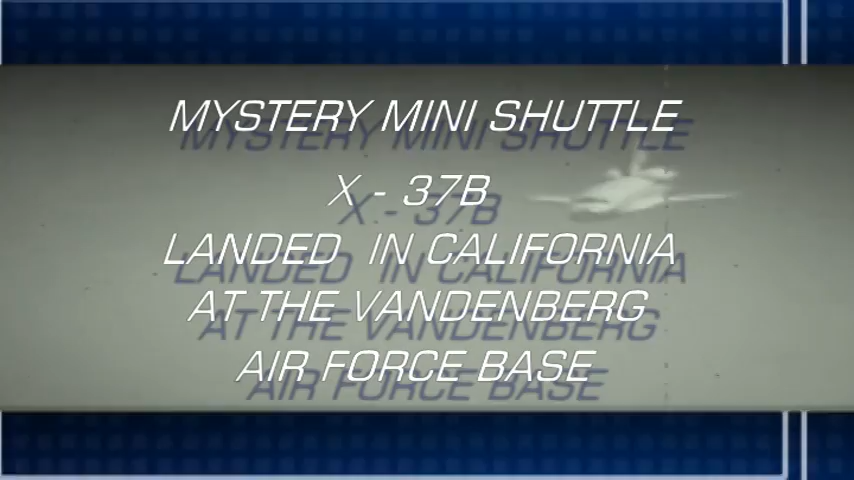 MYSTERY MINI SHUTTLE
X - 37B
LANDED IN CALIFORNIA
AT THE VANDENBERG
AIR FORCE BASE